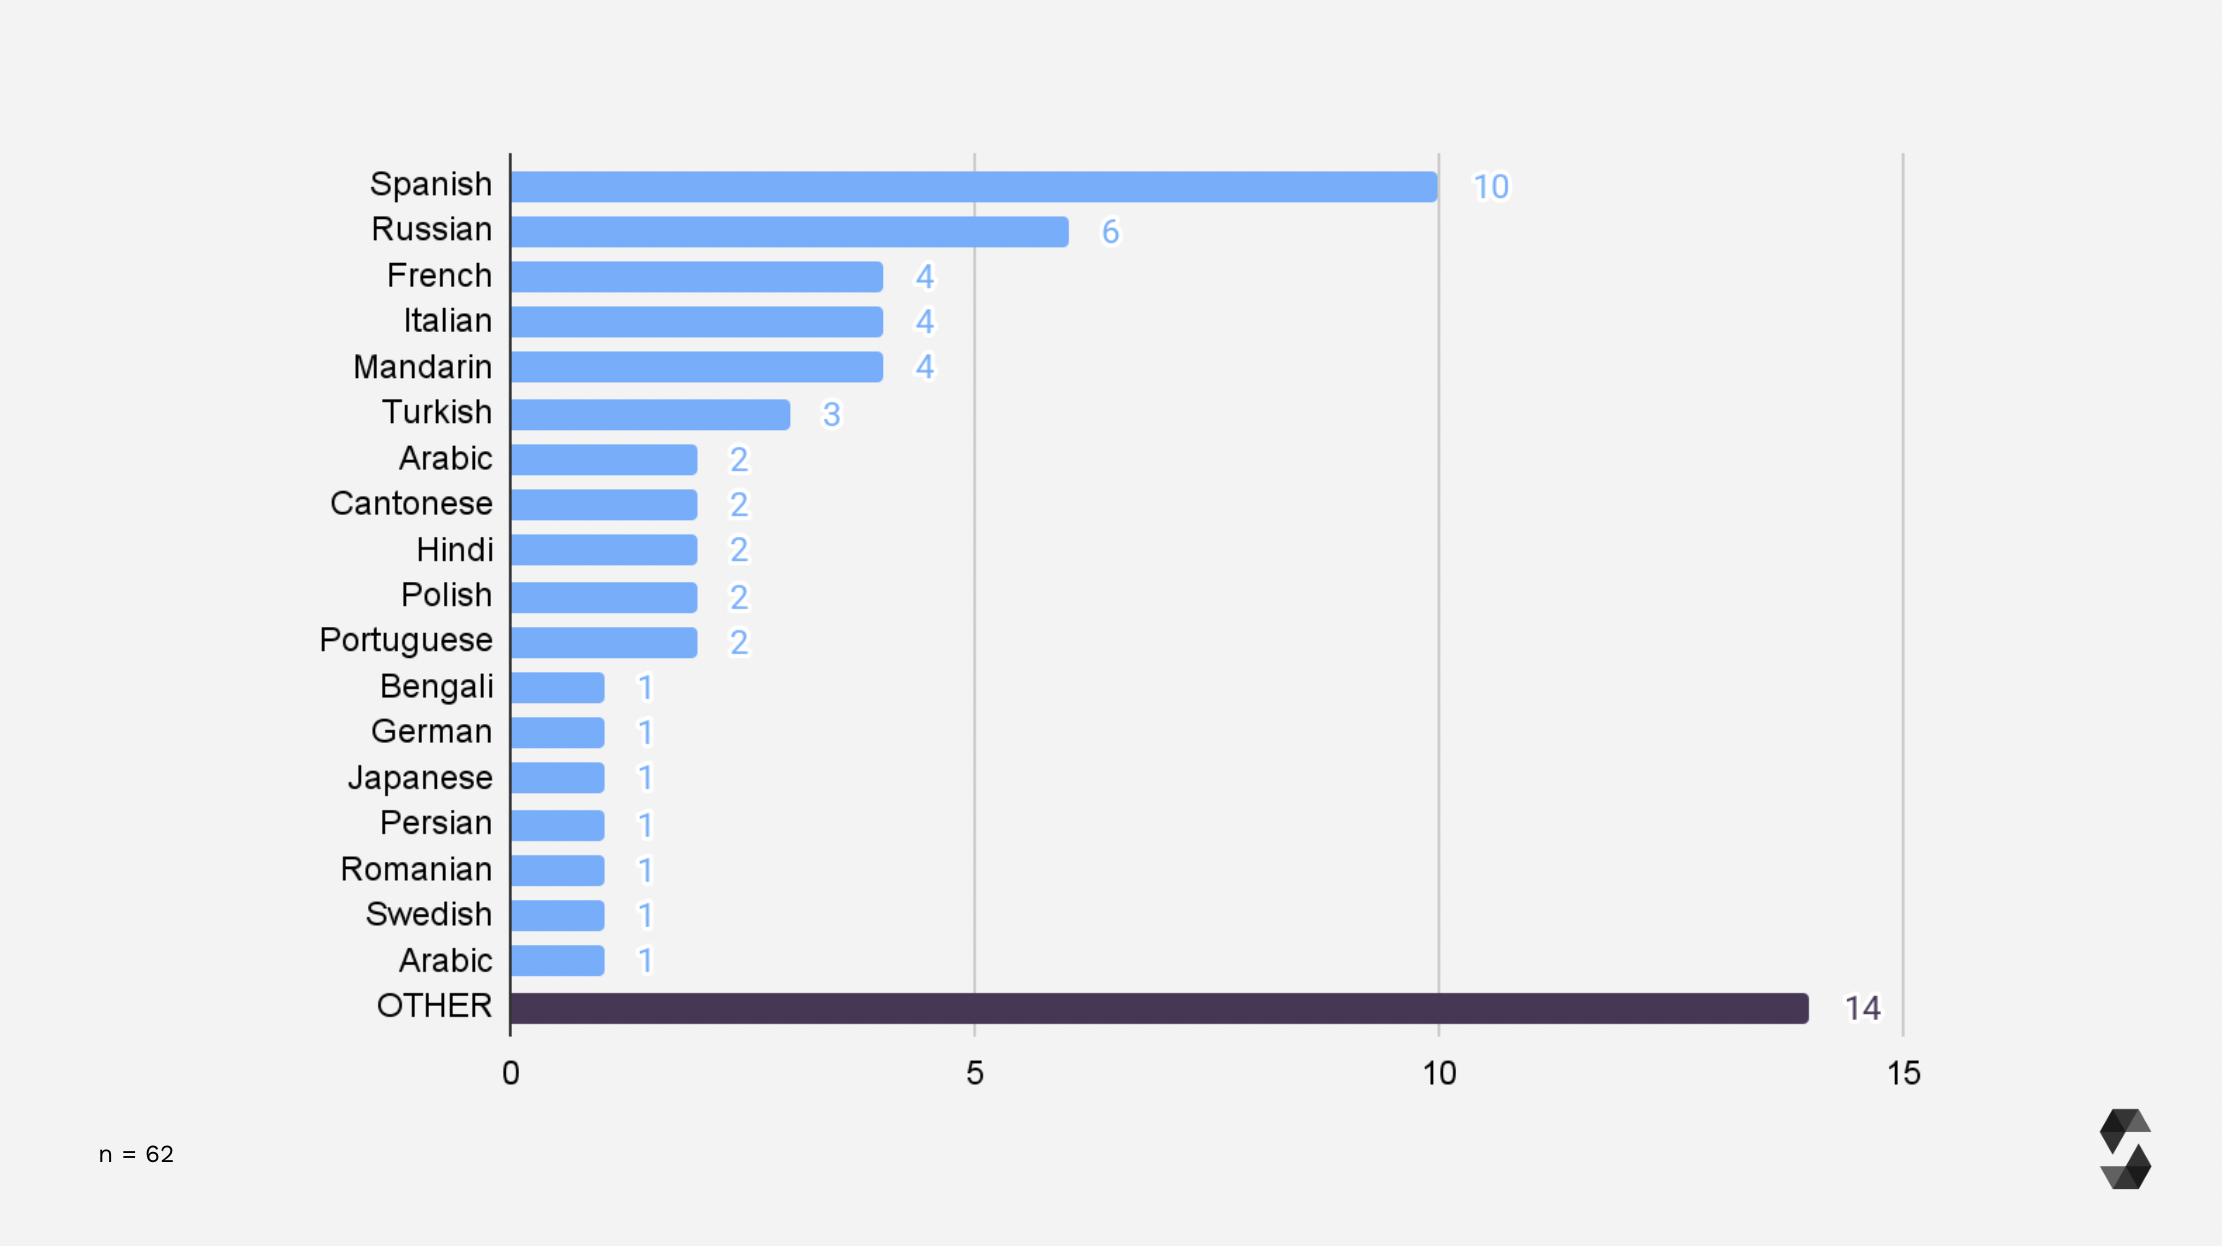 Spanish 10
Russian 6
French 4
Italian 4
Mandarin 4
Turkish 3
Arabic 2
Cantonese 2
Hindi 2
Polish 2
Portuguese 2
Bengali 1
German 1
Japanese 1
Persian 1
Romanian 1
Swedish 1
Arabic 1
OTHER 14
0 5 10 15
n = 62